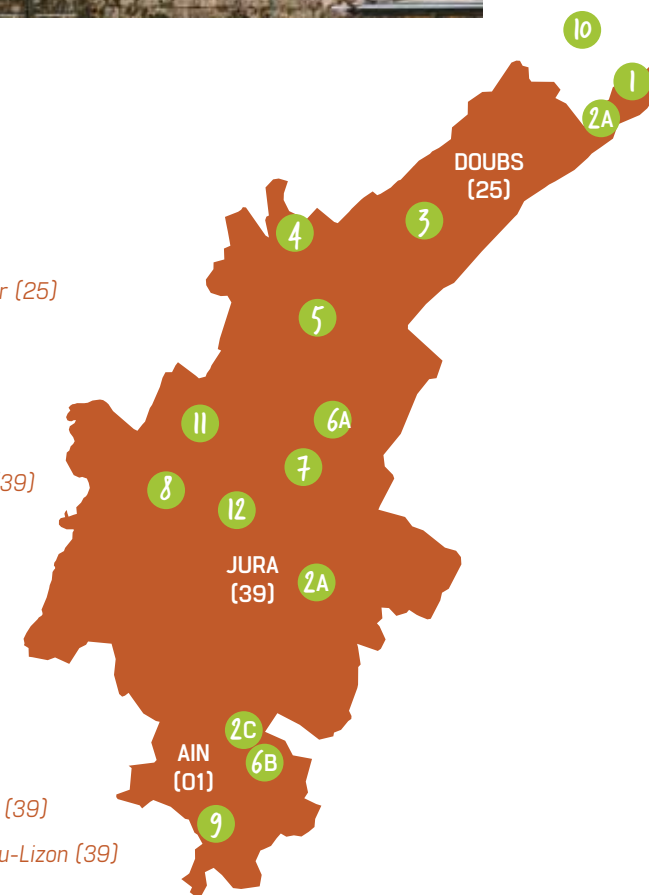 10
1
2A
DOUBS
(25)
3
4
r (25)
5
6A
11
7
39)
8
12
JURA
(39)
2A
2C
AIN
(01)
6B
(39)
9
u-Lizon (39)